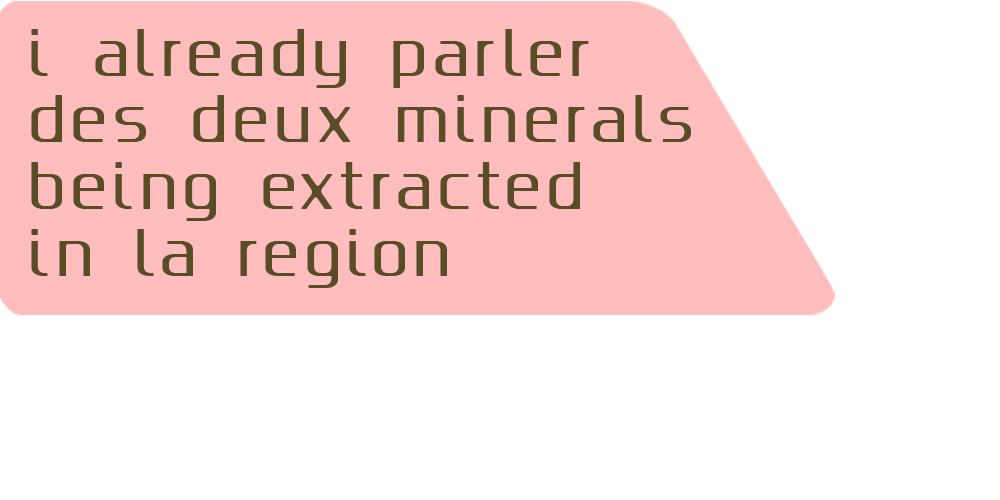 i already parler
des deux minerals
being extracted
in la region